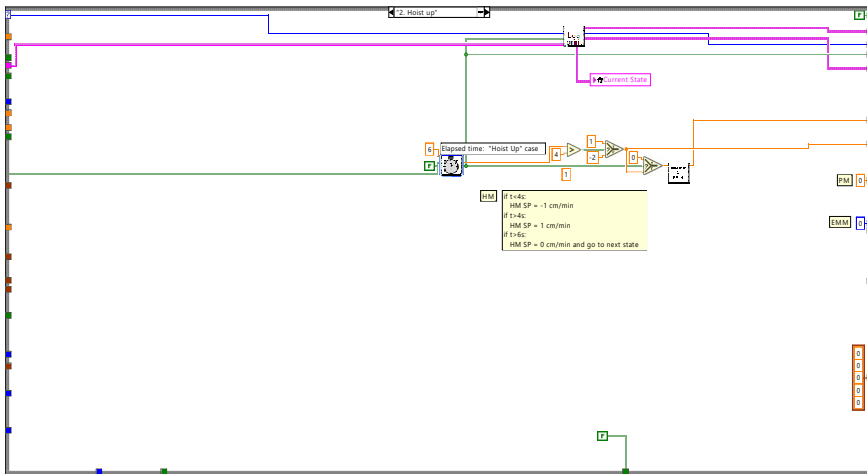 "2. Hoist up"
F
Current State
6
Elapsed time: "Hoist Up" case
F
4
>
1
-2
0
1
HM
if t<4s:
HM SP = -1 cm/min
if t>4s:
HM SP = 1 cm/min
if t>6s:
HM SP = 0 cm/min and go to next state
PM
0
EMM
0
0
0
0
0
0
F